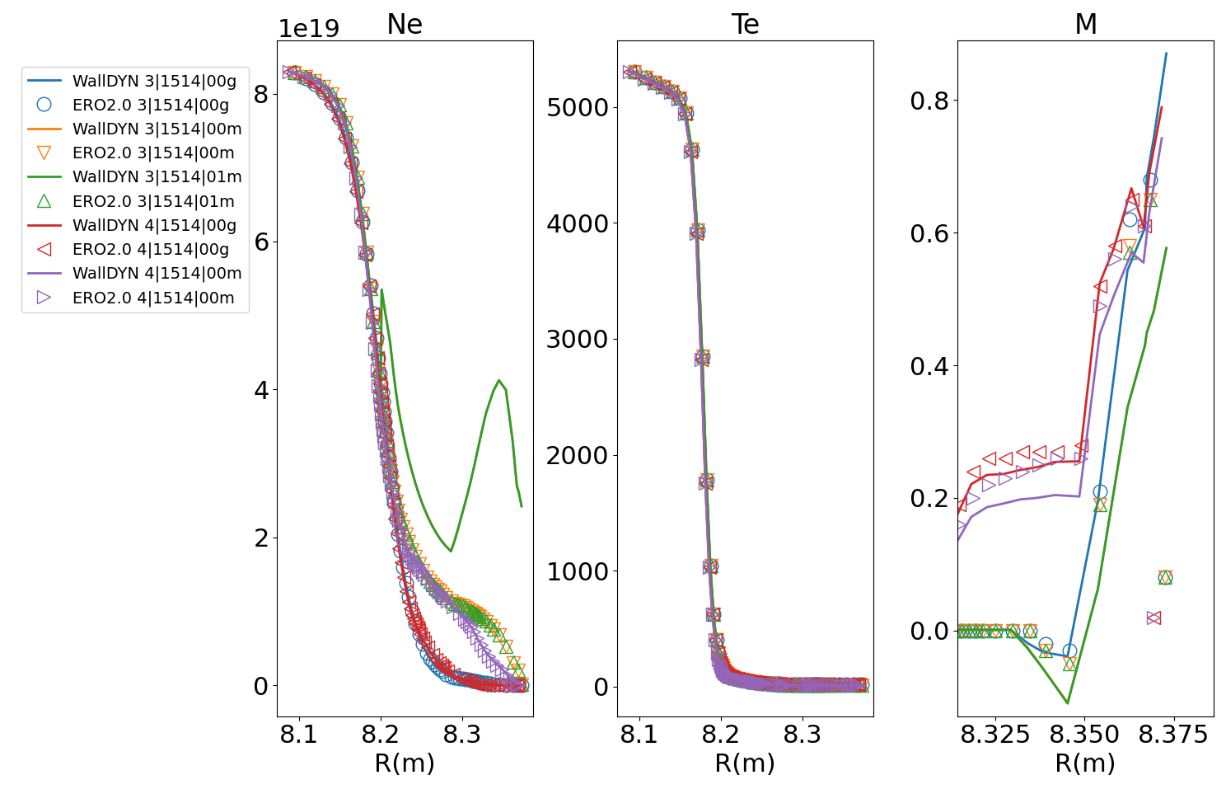 Ne
Te
M
1e19
WallDYN 3|1514|00g
ERO2.0 3|1514|00g
WallDYN 3|1514|00m
ERO2.0 3|1514|00m
WallDYN 3|1514|01m
ERO2.0 3|1514|01m
WallDYN 4|1514|00g
ERO2.0 4|1514|00g
WallDYN 4|1514|00m
ERO2.0 4|1514|00m
8
6
4
2
0
8.1 8.2 8.3
R(m)
5000
4000
3000
2000
1000
0
8.1 8.2 8.3
R(m)
0.8
0.6
0.4
0.2
0.0
8.325 8.350 8.375
R(m)